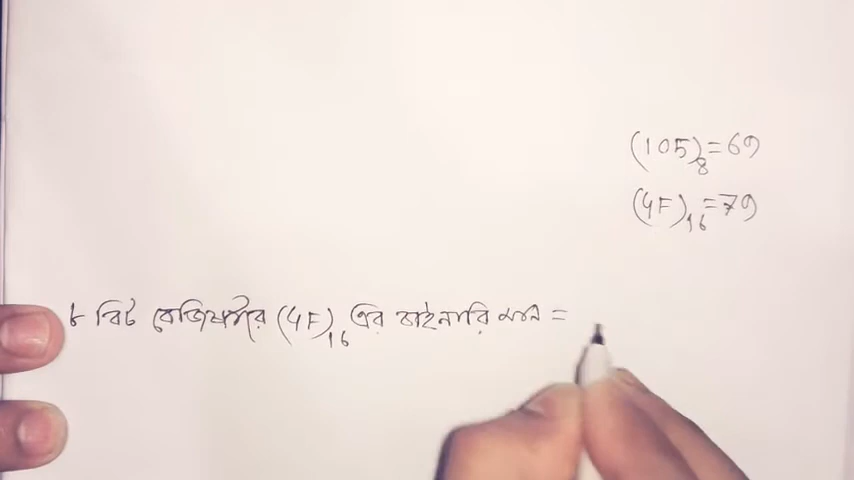 (105)₈ = 69
(4F)₁₆ = 79
৮ বিট রেজিস্টারে (4F)₁₆ এর বাইনারি মান =